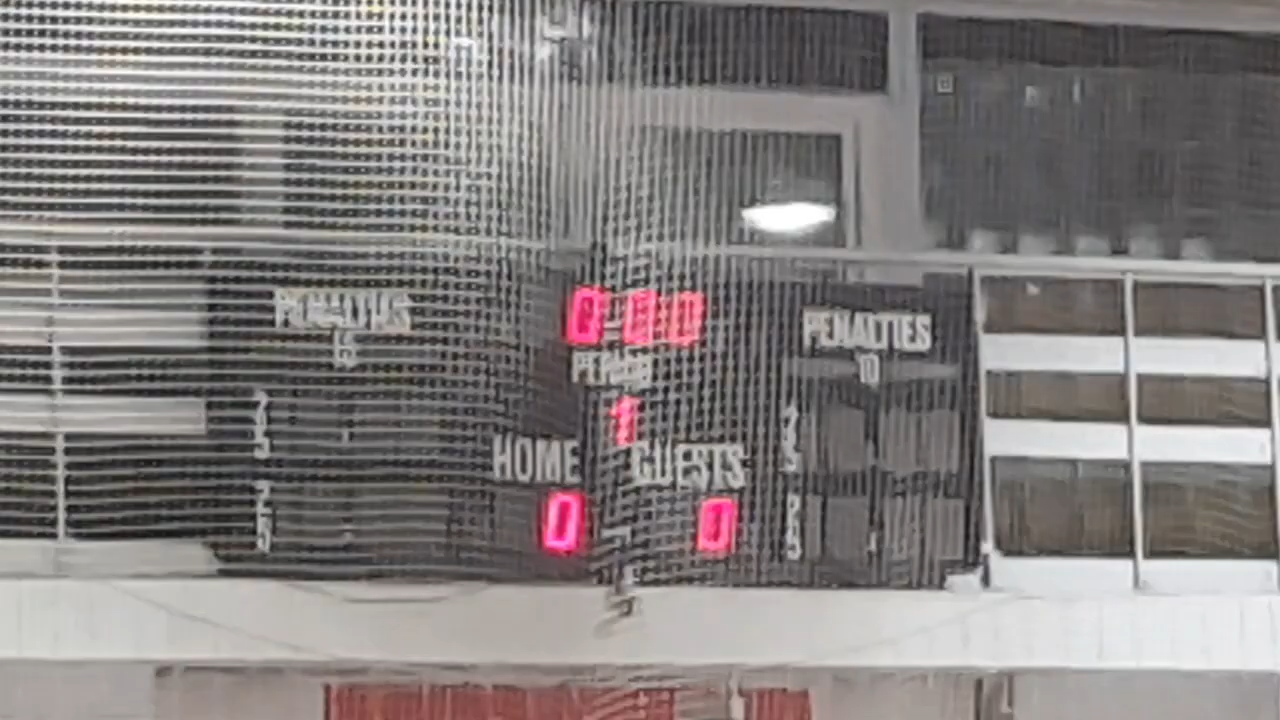 0:00
PENALTIES
PENALTIES
PERIOD
1
HOME
GUESTS
0
0